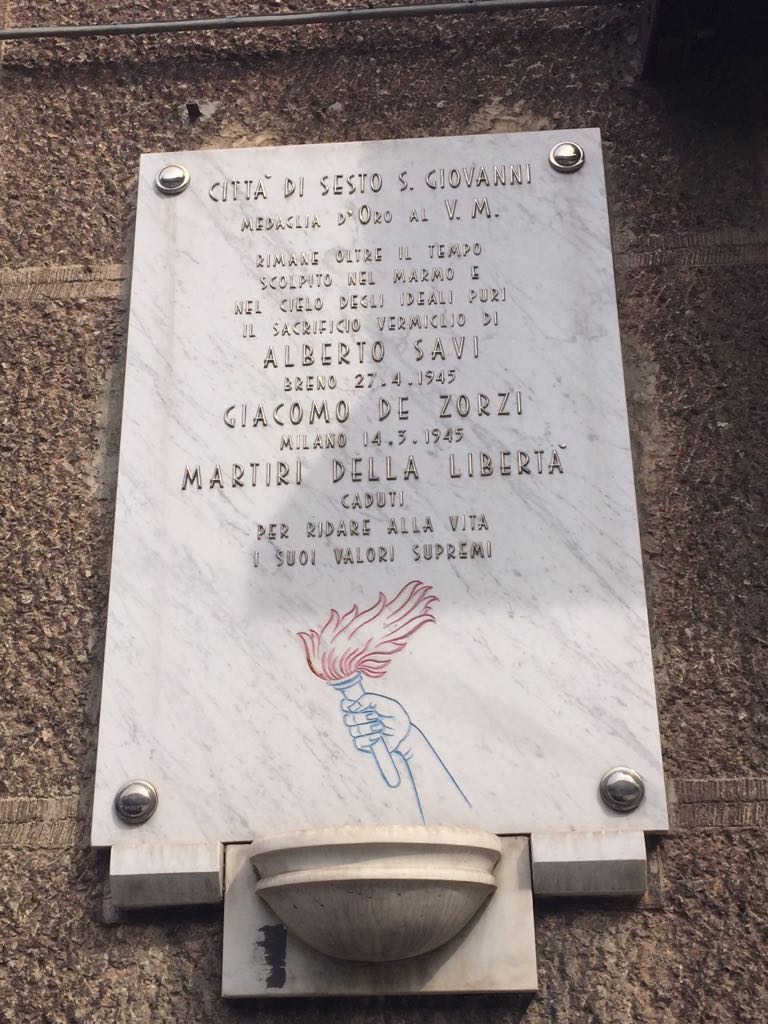 CITTÀ DI SESTO S. GIOVANNI
MEDAGLIA D'ORO AL V. M.
RIMANE OLTRE IL TEMPO
SCOLPITO NEL MARMO E
NEL CIELO DEGLI IDEALI PURI
IL SACRIFICIO VERMIGLIO DI
ALBERTO SAVI
BRENO 27.4.1945
GIACOMO DE ZORZI
MILANO 14.3.1945
MARTIRI DELLA LIBERTÀ
CADUTI
PER RIDARE ALLA VITA
I SUOI VALORI SUPREMI